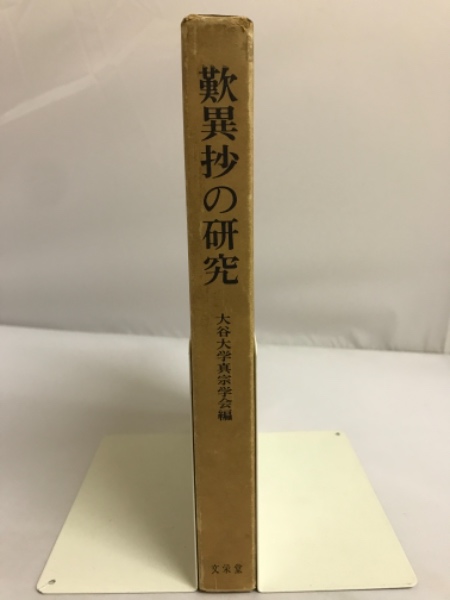 歎異抄の研究
大谷大学真宗学会編
文栄堂